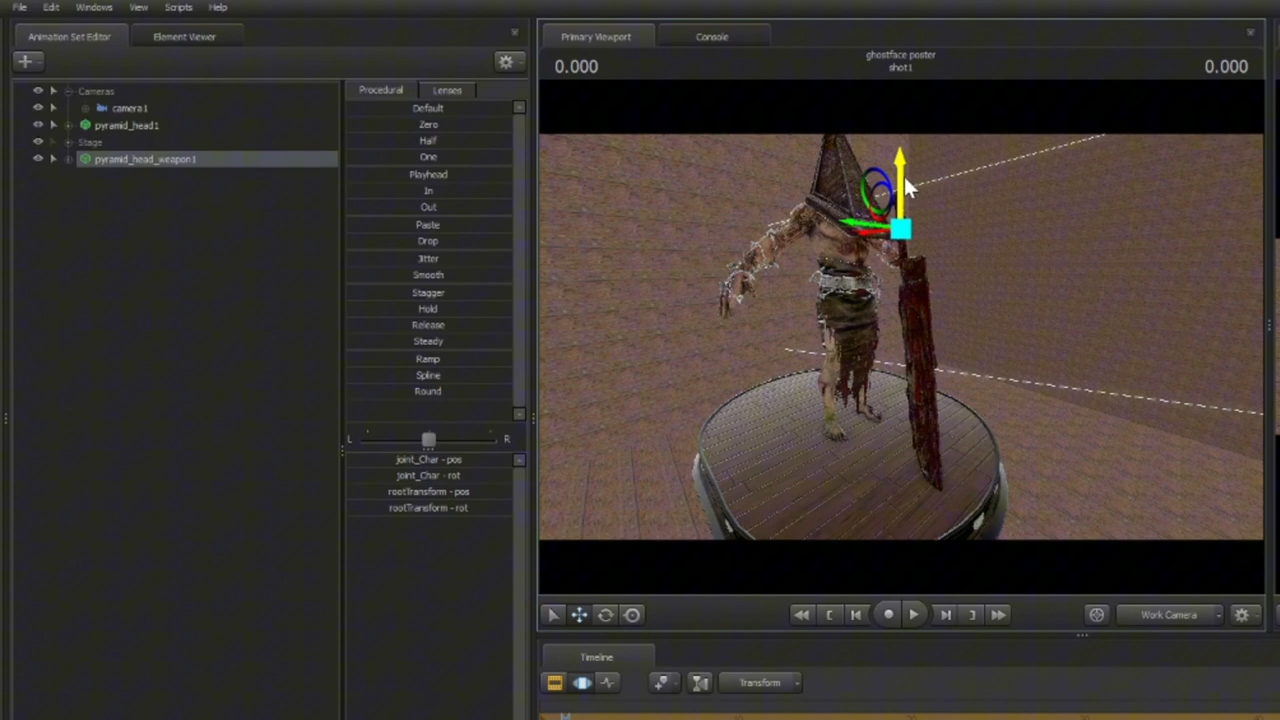 File Edit Windows View Scripts Help
Animation Set Editor Element Viewer
Primary Viewport Console
0.000
ghostface poster
shot1
0.000
Procedural Lenses
Cameras
camera1
pyramid_head1
Stage
pyramid_head_weapon1
Default
Zero
Half
One
Playhead
In
Out
Paste
Drop
Jitter
Smooth
Stagger
Hold
Release
Steady
Ramp
Spline
Round
L R
joint_Char - pos
joint_Char - rot
rootTransform - pos
rootTransform - rot
Work Camera
Timeline
Transform